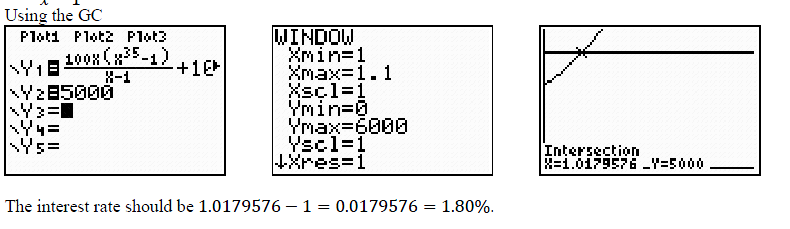 Using the GC
Plot1 Plot2 Plot3
\Y1=100X(X^35-1)/X-1+10
\Y2=5000
\Y3=
\Y4=
\Y5=
WINDOW
Xmin=1
Xmax=1.1
Xscl=1
Ymin=0
Ymax=6000
Yscl=1
↓Xres=1
Intersection
X=1.0179576 Y=5000
The interest rate should be 1.0179576 − 1 = 0.0179576 = 1.80%.